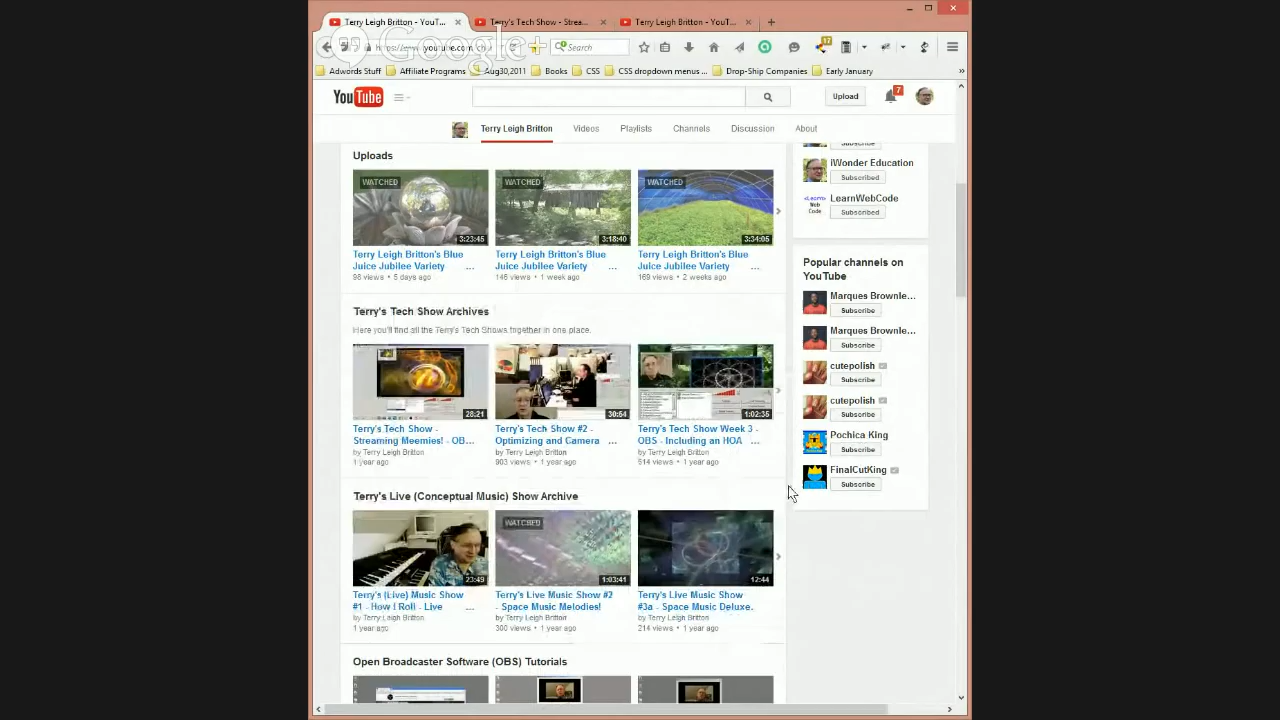 Terry Leigh Britton - YouT...
Terry's Tech Show - Strea...
Terry Leigh Britton - YouT...
Google+
youtube.com
Search
17
Adwords Stuff
Affiliate Programs
Aug30,2011
Books
CSS
CSS dropdown menus ...
Drop-Ship Companies
Early January
YouTube
Upload
7
Terry Leigh Britton
Videos
Playlists
Channels
Discussion
About
Uploads
WATCHED
3:23:45
WATCHED
3:18:40
WATCHED
3:34:05
Terry Leigh Britton's Blue
Juice Jubilee Variety ...
98 views • 5 days ago
Terry Leigh Britton's Blue
Juice Jubilee Variety ...
146 views • 1 week ago
Terry Leigh Britton's Blue
Juice Jubilee Variety ...
169 views • 2 weeks ago
Terry's Tech Show Archives
Here you'll find all the Terry's Tech Shows together in one place.
28:21
30:54
1:02:35
Terry's Tech Show -
Streaming Meemies! - OB...
by Terry Leigh Britton
1 year ago
Terry's Tech Show #2 -
Optimizing and Camera ...
by Terry Leigh Britton
903 views • 1 year ago
Terry's Tech Show Week 3 -
OBS - Including an HOA ...
by Terry Leigh Britton
514 views • 1 year ago
Terry's Live (Conceptual Music) Show Archive
23:49
WATCHED
1:03:41
12:44
Terry's (Live) Music Show
#1 - How I Roll - Live ...
by Terry Leigh Britton
1 year ago
Terry's Live Music Show #2
- Space Music Melodies!
by Terry Leigh Britton
300 views • 1 year ago
Terry's Live Music Show
#3a - Space Music Deluxe.
by Terry Leigh Britton
214 views • 1 year ago
Open Broadcaster Software (OBS) Tutorials
Subscribe
iWonder Education
Subscribed
<Learn>
Web
Code
LearnWebCode
Subscribed
Popular channels on
YouTube
Marques Brownle...
Subscribe
Marques Brownle...
Subscribe
cutepolish
Subscribe
cutepolish
Subscribe
Pochica King
Subscribe
FinalCutKing
Subscribe